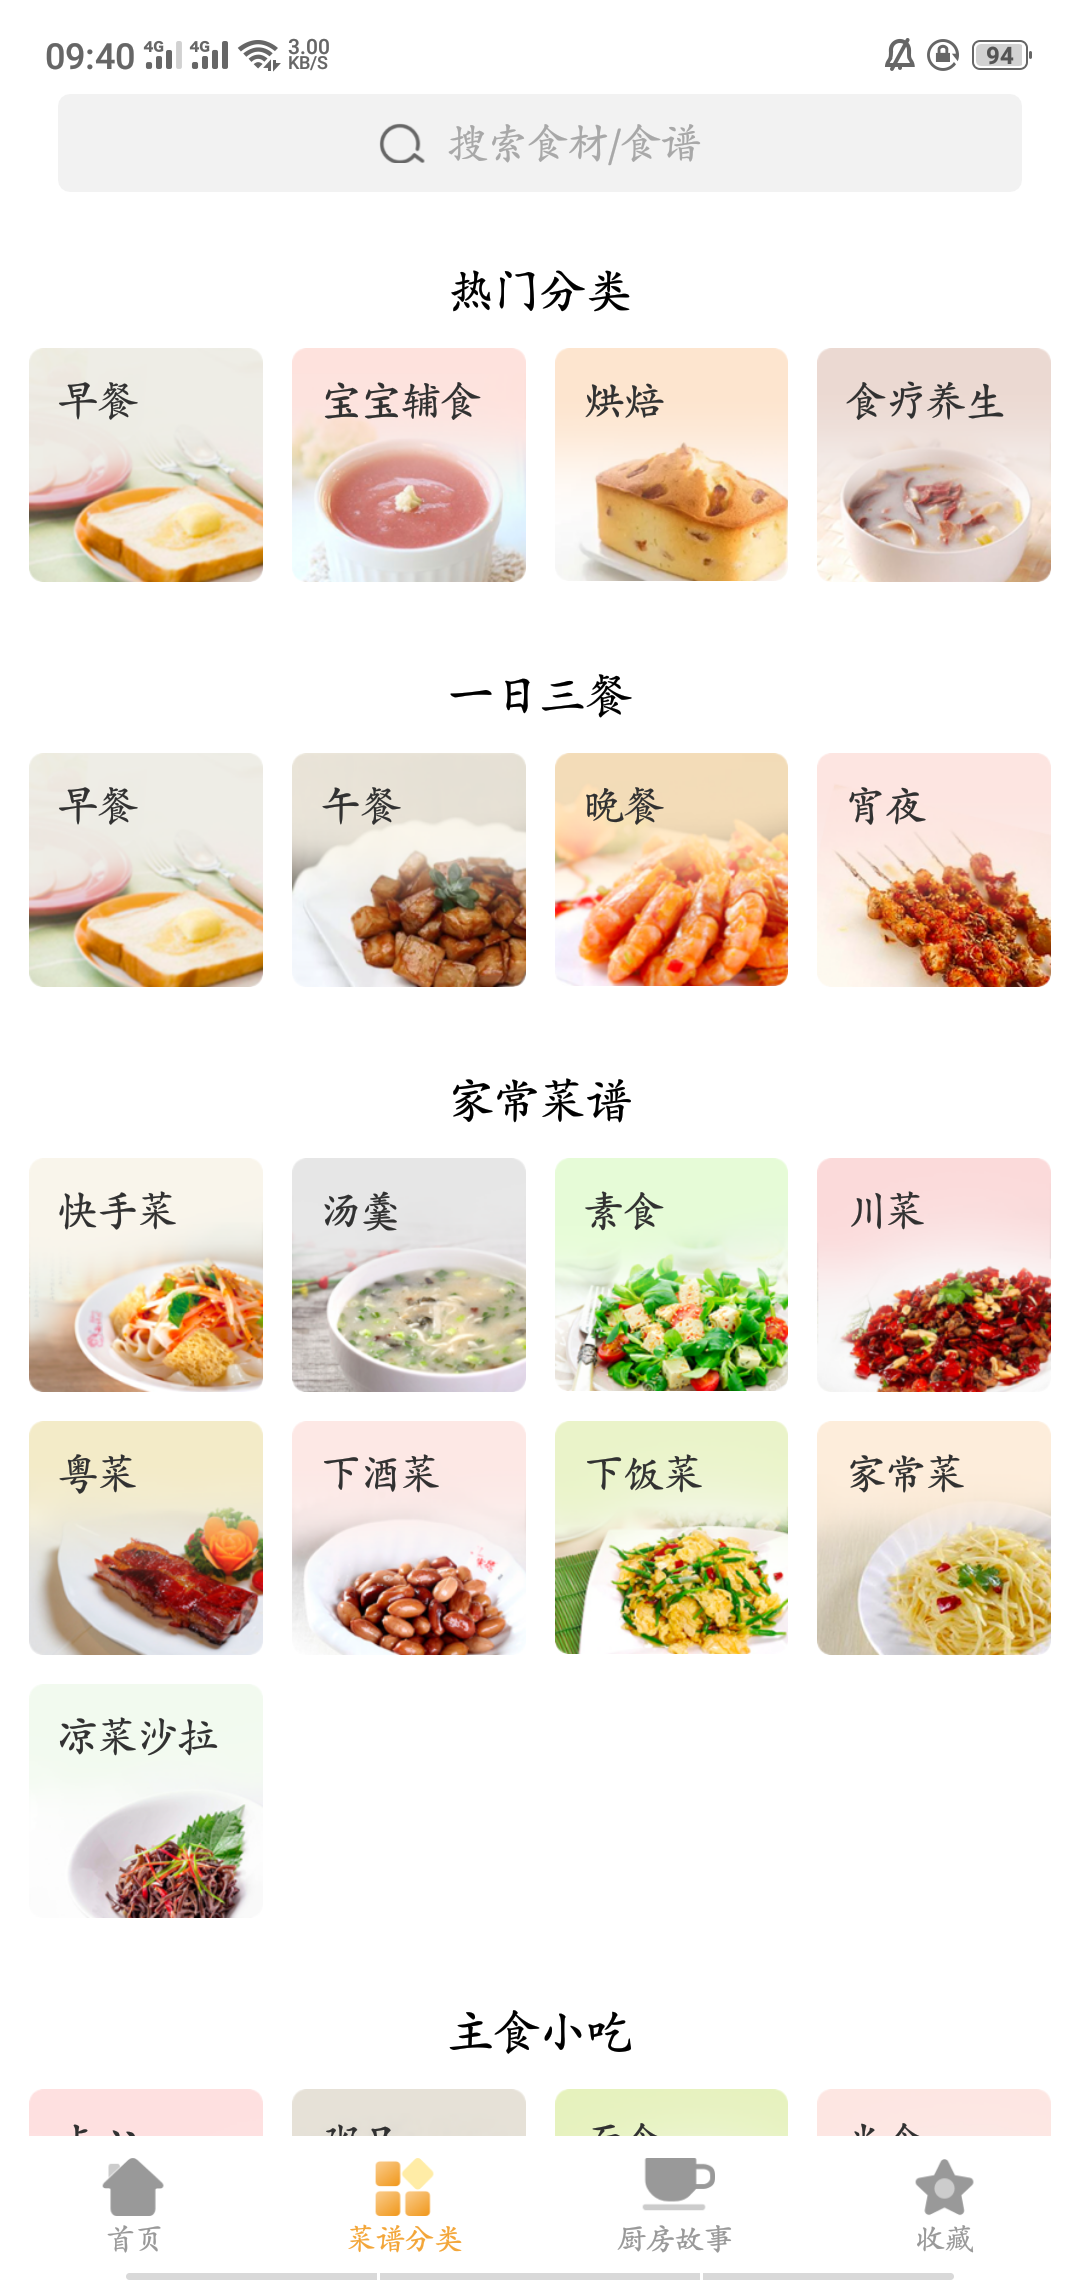 09:40 4G 4G 3.00 KB/S 94
搜索食材/食谱
热门分类
早餐 宝宝辅食 烘焙 食疗养生
一日三餐
早餐 午餐 晚餐 宵夜
家常菜谱
快手菜 汤羹 素食 川菜
粤菜 下酒菜 下饭菜 家常菜
凉菜沙拉
主食小吃
首页 菜谱分类 厨房故事 收藏